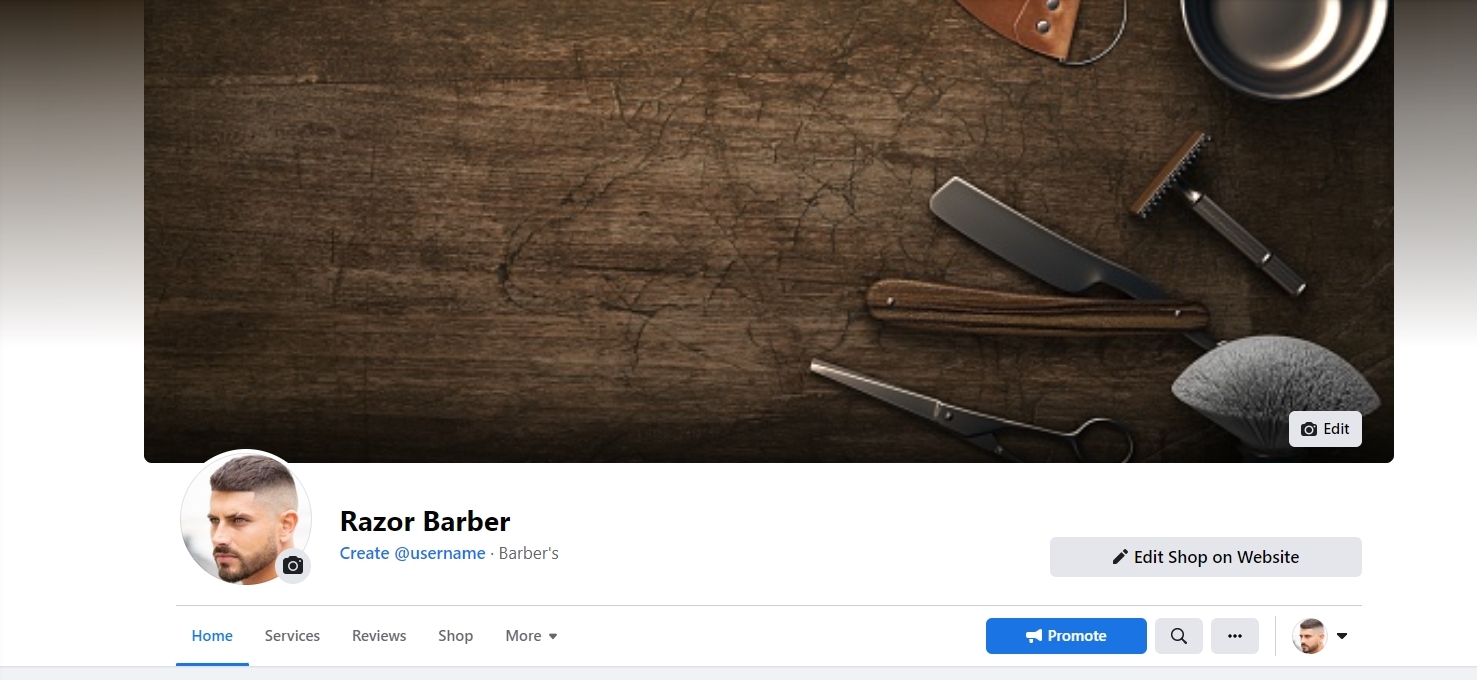 Edit
Razor Barber
Create @username · Barber's
Edit Shop on Website
Home Services Reviews Shop More Promote